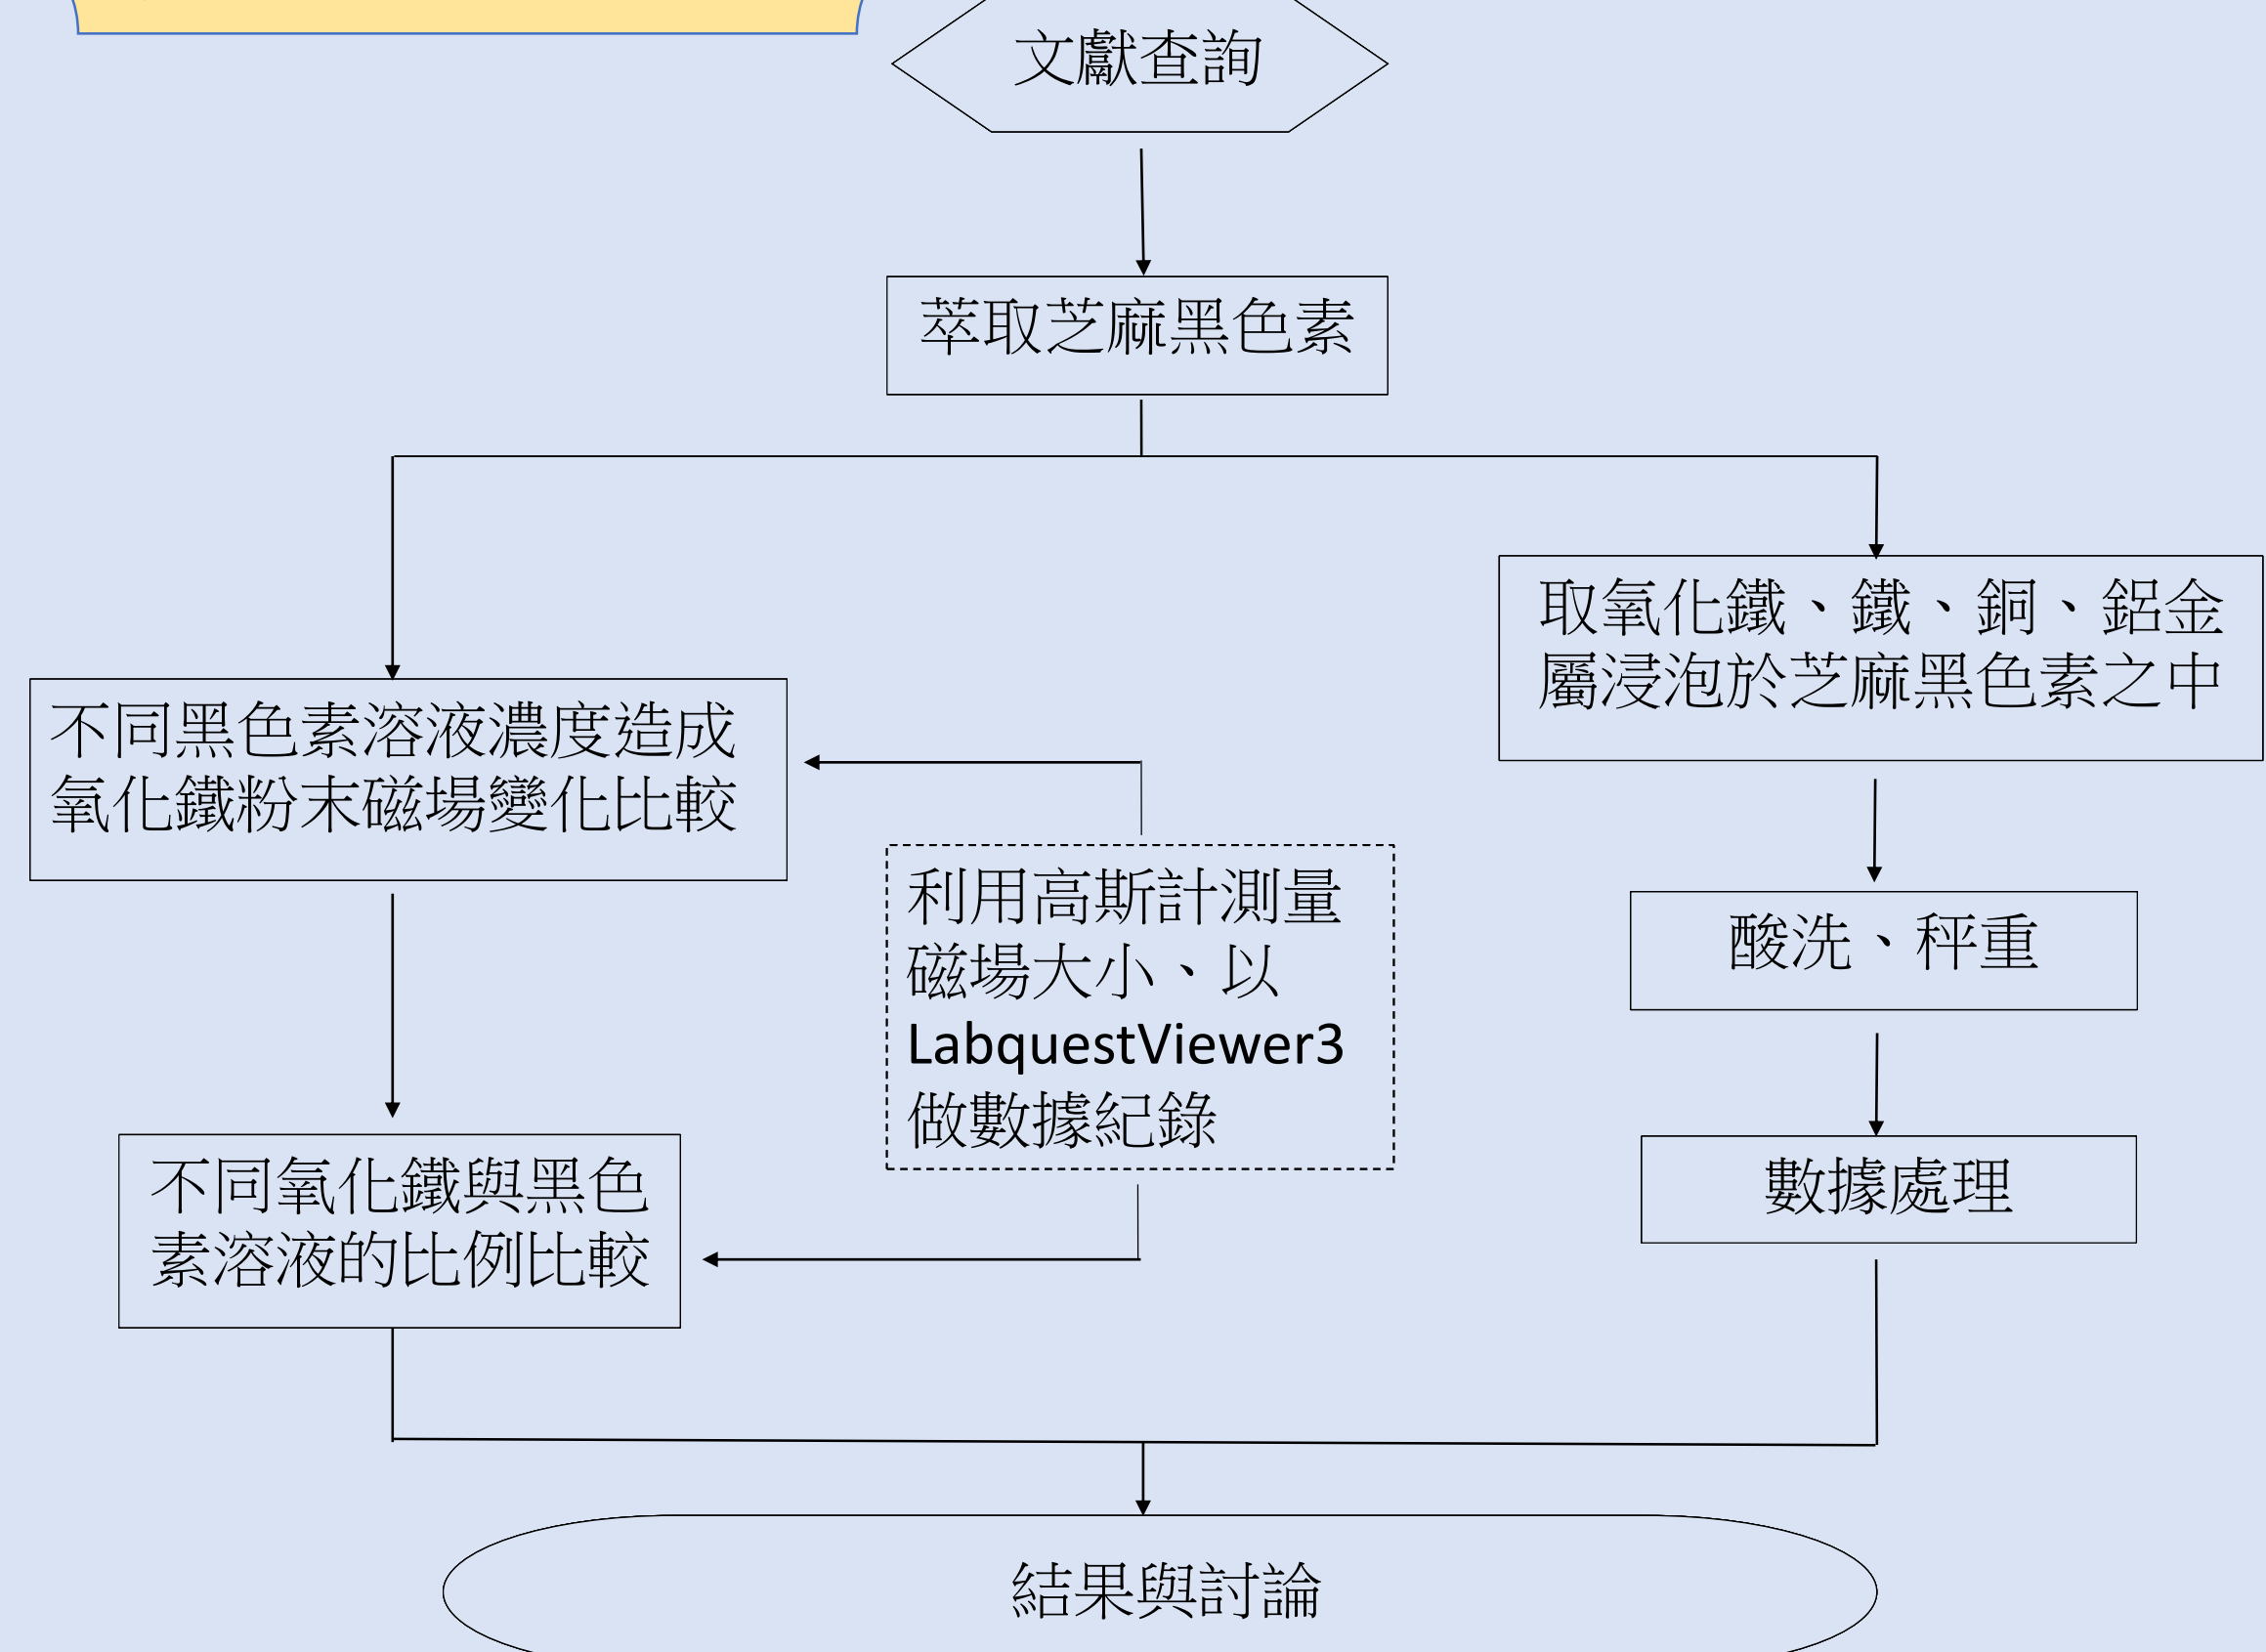 文獻查詢
萃取芝麻黑色素
取氧化鐵、鐵、銅、鋁金
屬浸泡於芝麻黑色素之中
不同黑色素溶液濃度造成
氧化鐵粉末磁場變化比較
利用高斯計測量
磁場大小、以
LabquestViewer3
做數據紀錄
酸洗、秤重
不同氧化鐵與黑色
素溶液的比例比較
數據處理
結果與討論